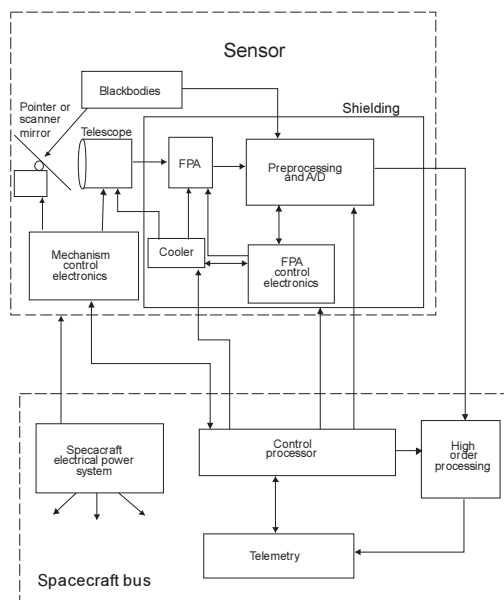 Sensor
Blackbodies
Shielding
Pointer or
scanner
mirror
Telescope
FPA
Preprocessing
and A/D
Cooler
Mechanism
control
electronics
FPA
control
electronics
Specacraft
electrical power
system
Control
processor
High
order
processing
Telemetry
Spacecraft bus